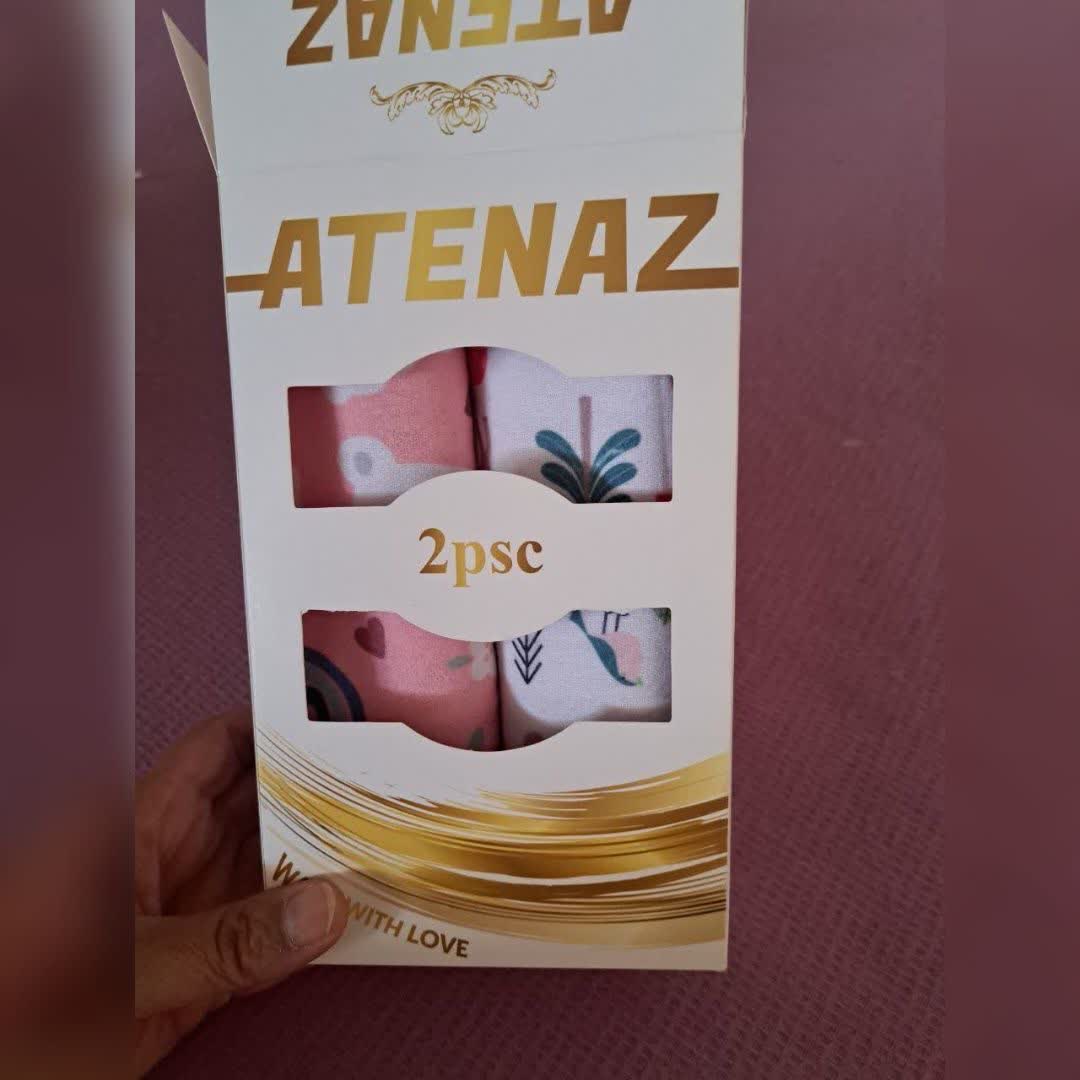 ATENAZ
ATENAZ
2psc
WITH LOVE